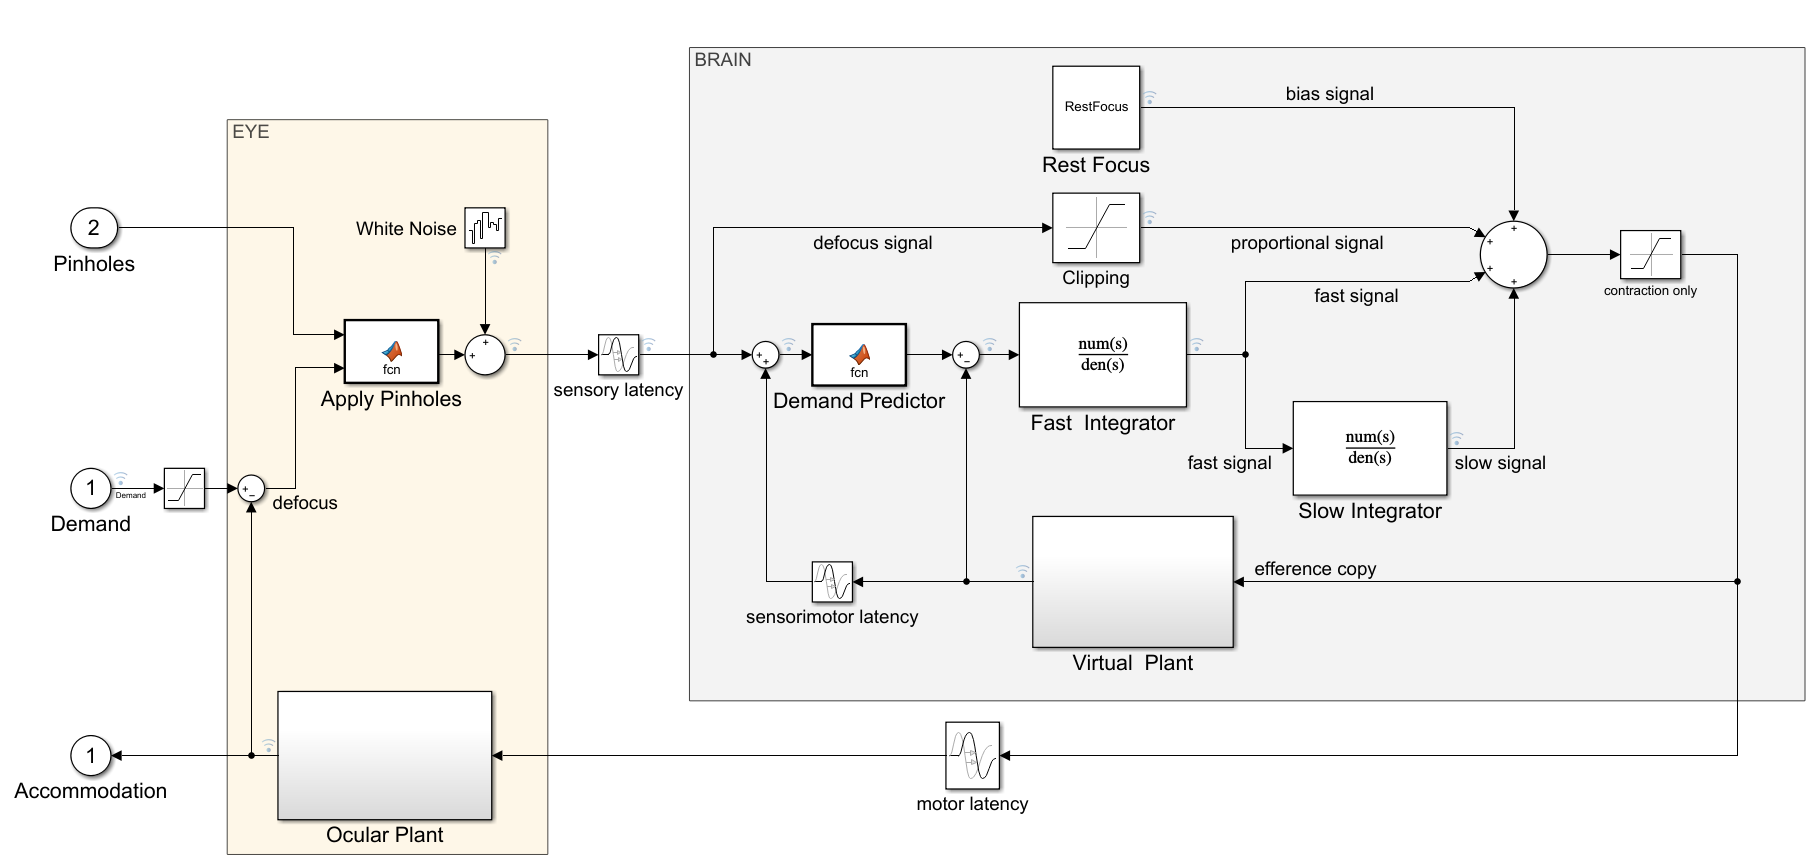 BRAIN
RestFocus
bias signal
Rest Focus
EYE
2
Pinholes
White Noise
defocus signal
Clipping
proportional signal
+
+
+
+
contraction only
fast signal
fcn
Apply Pinholes
+
+
sensory latency
+
+
fcn
Demand Predictor
+
−
num(s)
den(s)
Fast Integrator
fast signal
num(s)
den(s)
slow signal
Slow Integrator
1
Demand
Demand
+
−
defocus
sensorimotor latency
efference copy
Virtual Plant
1
Accommodation
Ocular Plant
motor latency